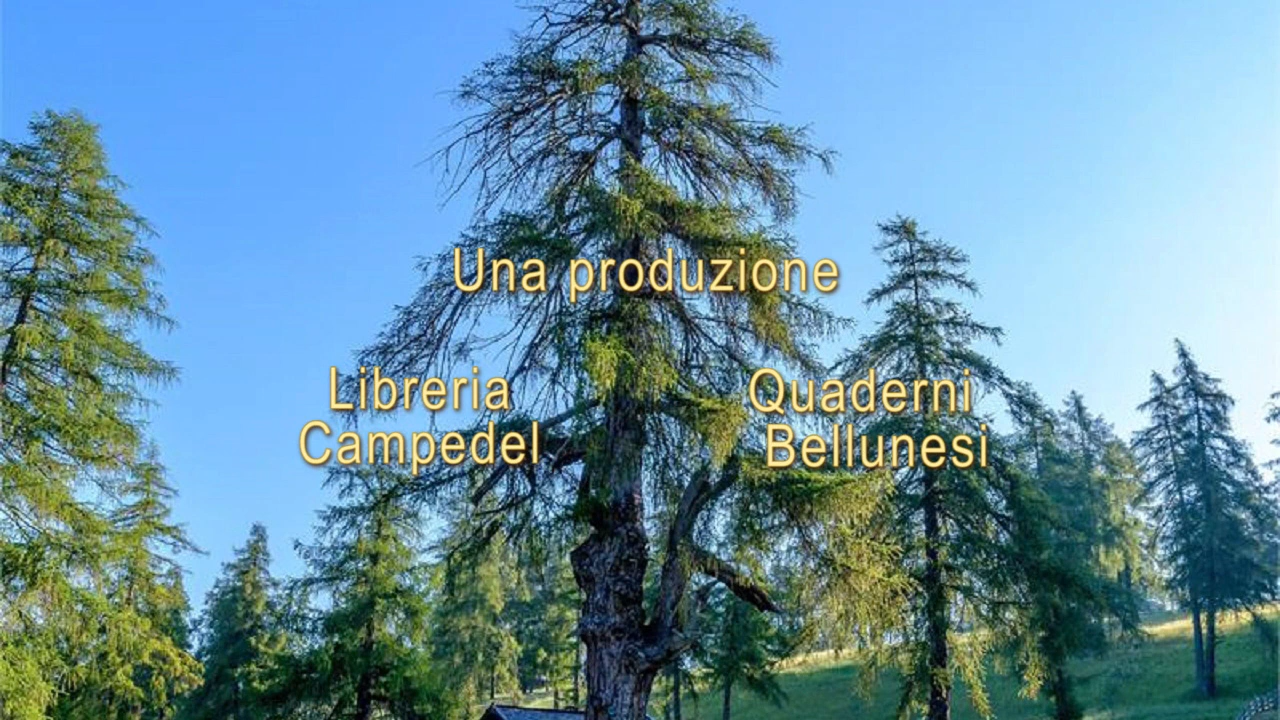 Una produzione
Libreria
Campedel
Quaderni
Bellunesi